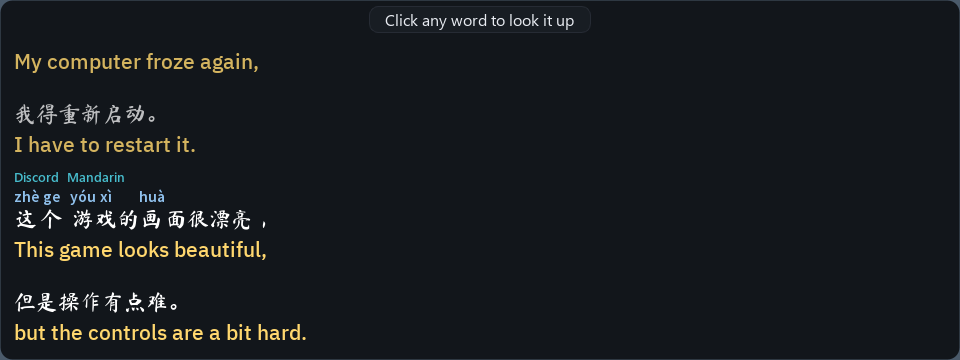 Click any word to look it up
My computer froze again,
我得重新启动。
I have to restart it.
Discord Mandarin
zhè ge yóu xì huà
这个 游戏的画面很漂亮，
This game looks beautiful,
但是操作有点难。
but the controls are a bit hard.